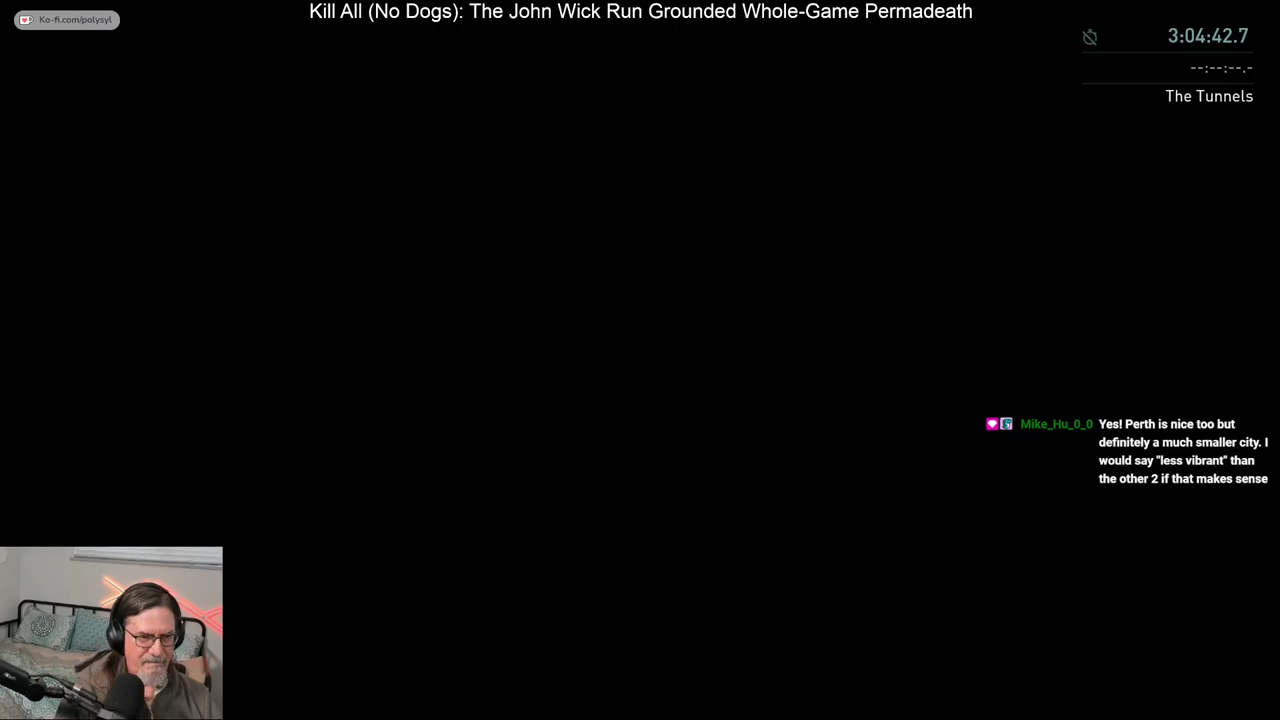 Ko-fi.com/polysyl
Kill All (No Dogs): The John Wick Run Grounded Whole-Game Permadeath
3:04:42.7
--:--:--.-
The Tunnels
Mike_Hu_0_0 Yes! Perth is nice too but
definitely a much smaller city. I
would say "less vibrant" than
the other 2 if that makes sense